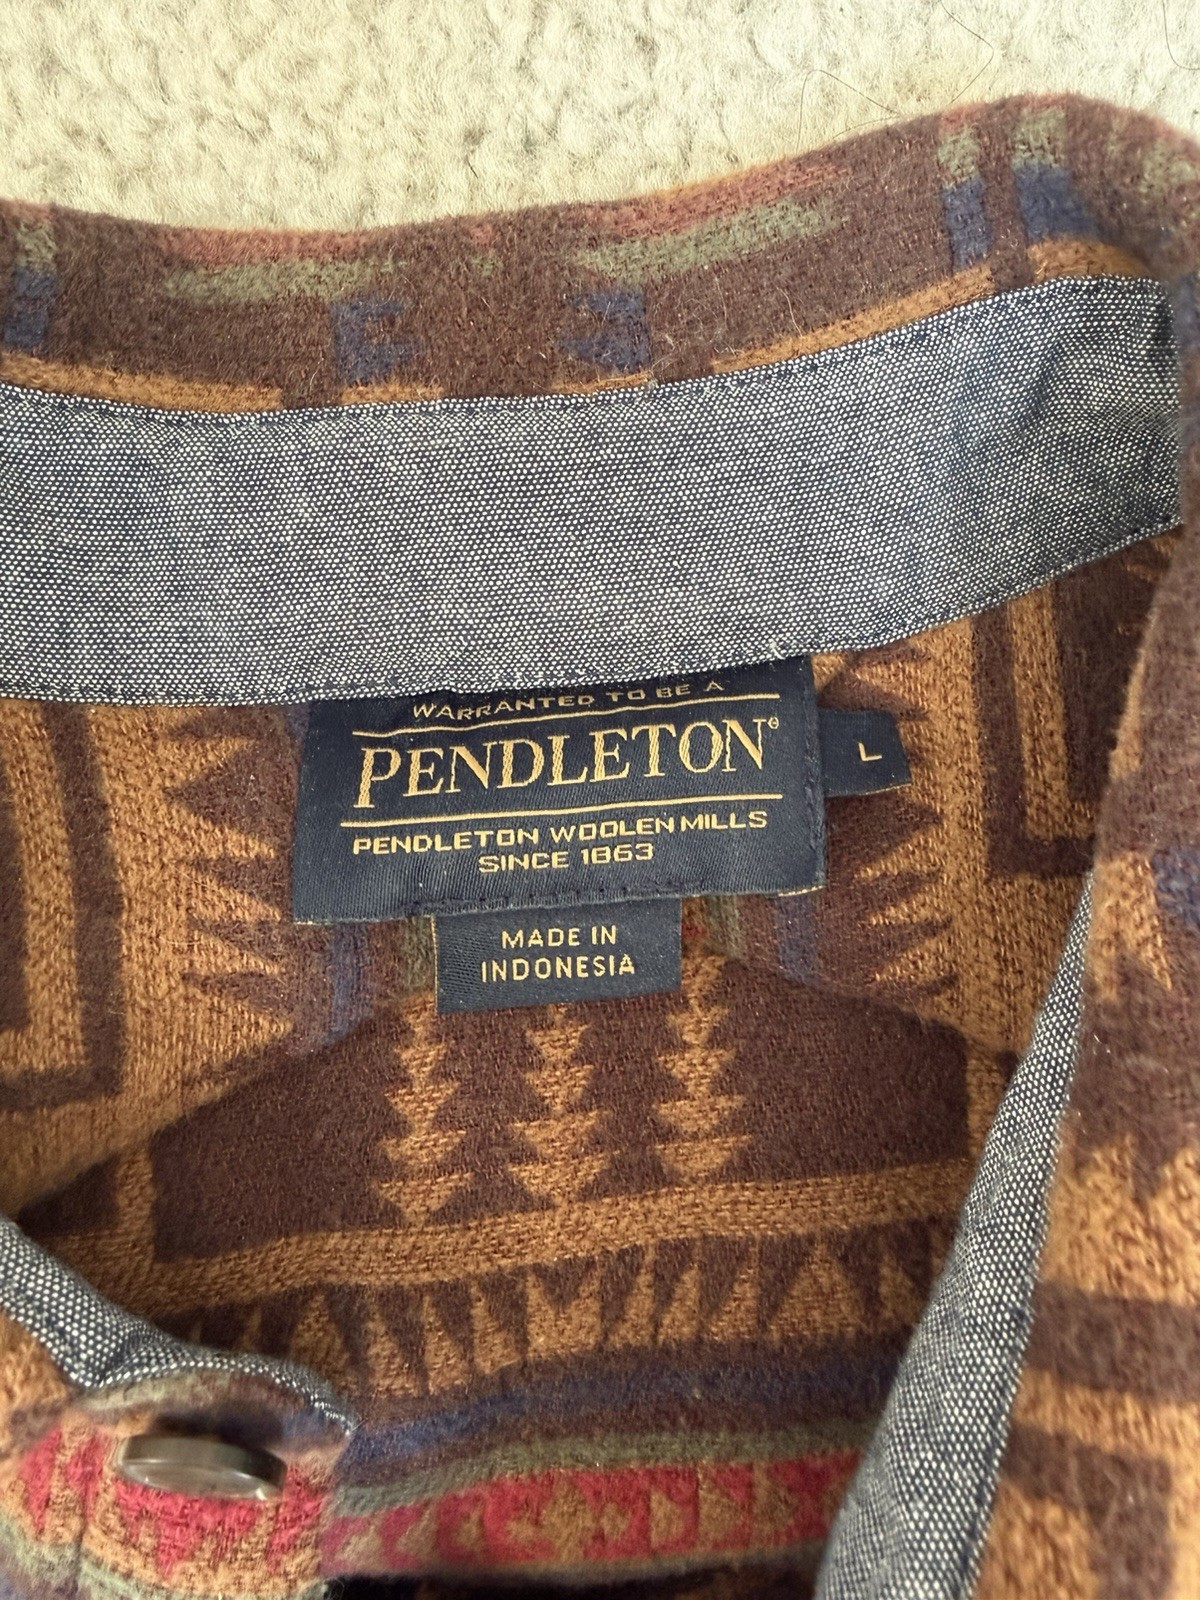 WARRANTED TO BE A
PENDLETON®
L
PENDLETON WOOLEN MILLS
SINCE 1863
MADE IN
INDONESIA